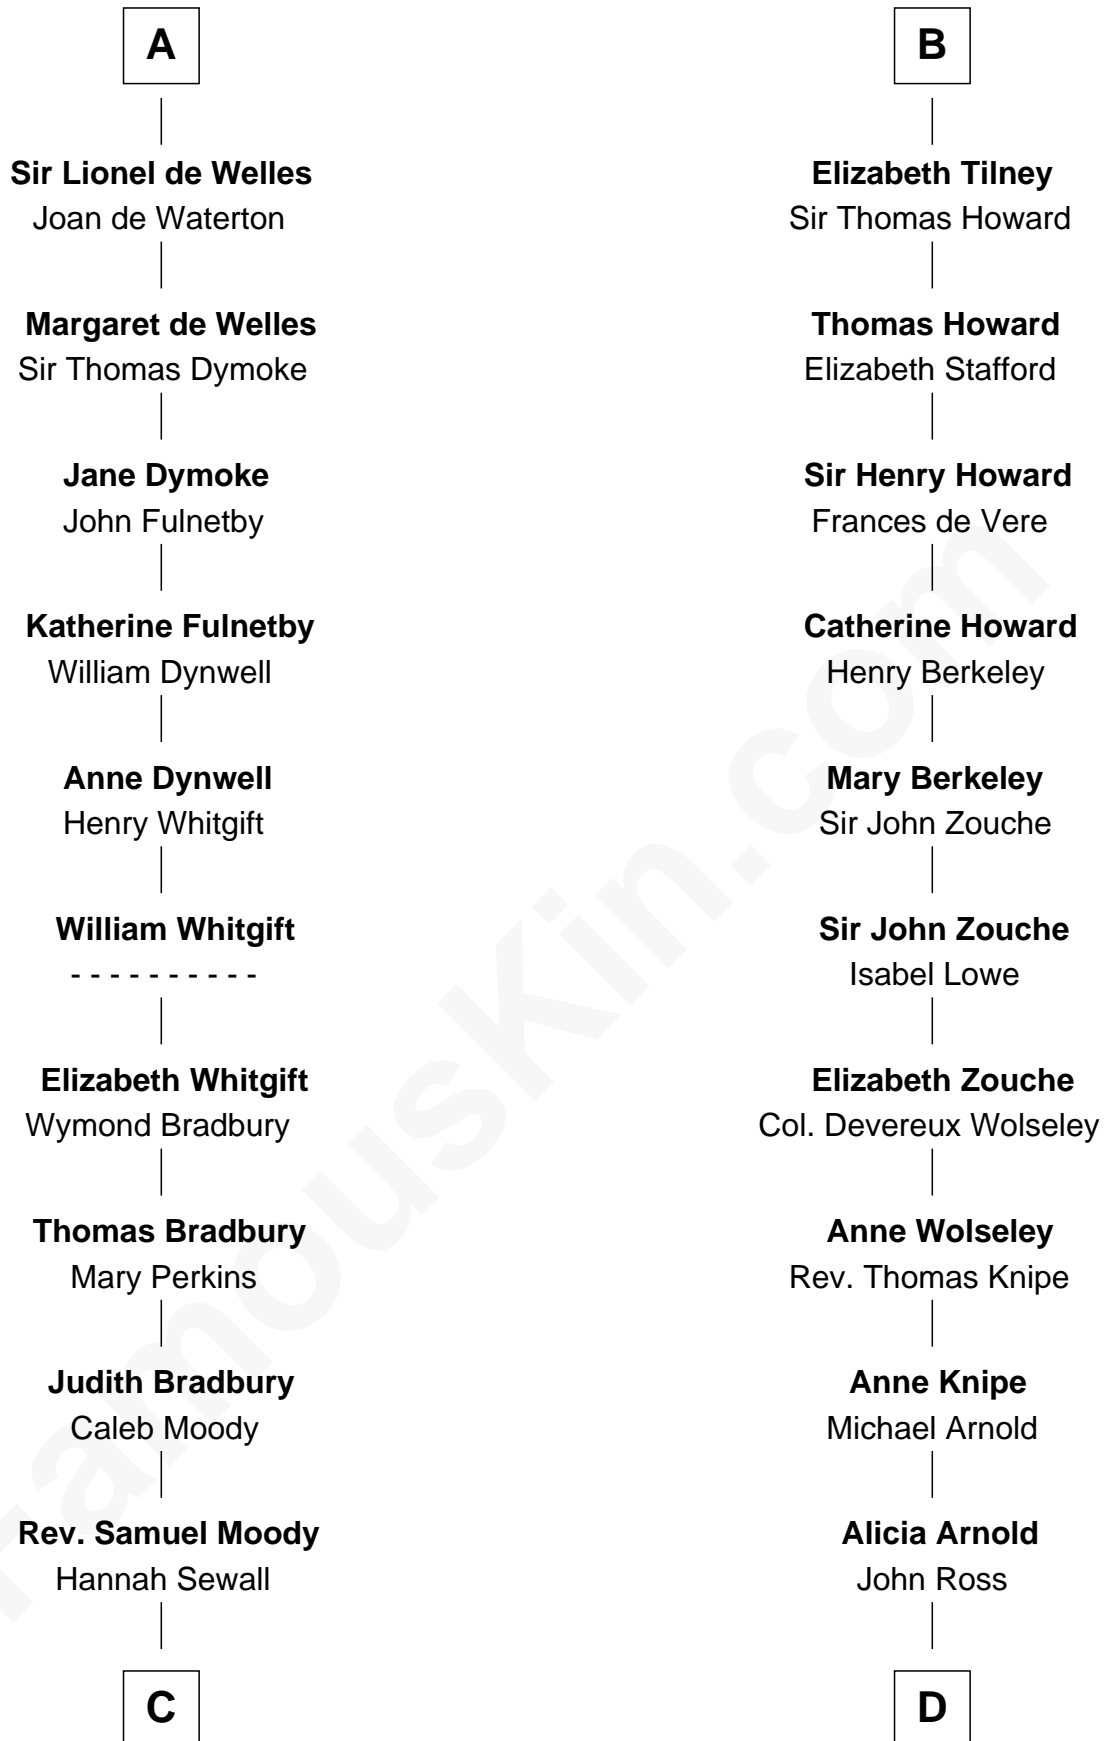 A
Sir Lionel de Welles
Joan de Waterton
Margaret de Welles
Sir Thomas Dymoke
Jane Dymoke
John Fulnetby
Katherine Fulnetby
William Dynwell
Anne Dynwell
Henry Whitgift
William Whitgift
- - - - - - - - - -
Elizabeth Whitgift
Wymond Bradbury
Thomas Bradbury
Mary Perkins
Judith Bradbury
Caleb Moody
Rev. Samuel Moody
Hannah Sewall
C
B
Elizabeth Tilney
Sir Thomas Howard
Thomas Howard
Elizabeth Stafford
Sir Henry Howard
Frances de Vere
Catherine Howard
Henry Berkeley
Mary Berkeley
Sir John Zouche
Sir John Zouche
Isabel Lowe
Elizabeth Zouche
Col. Devereux Wolseley
Anne Wolseley
Rev. Thomas Knipe
Anne Knipe
Michael Arnold
Alicia Arnold
John Ross
D
FamousKin.com